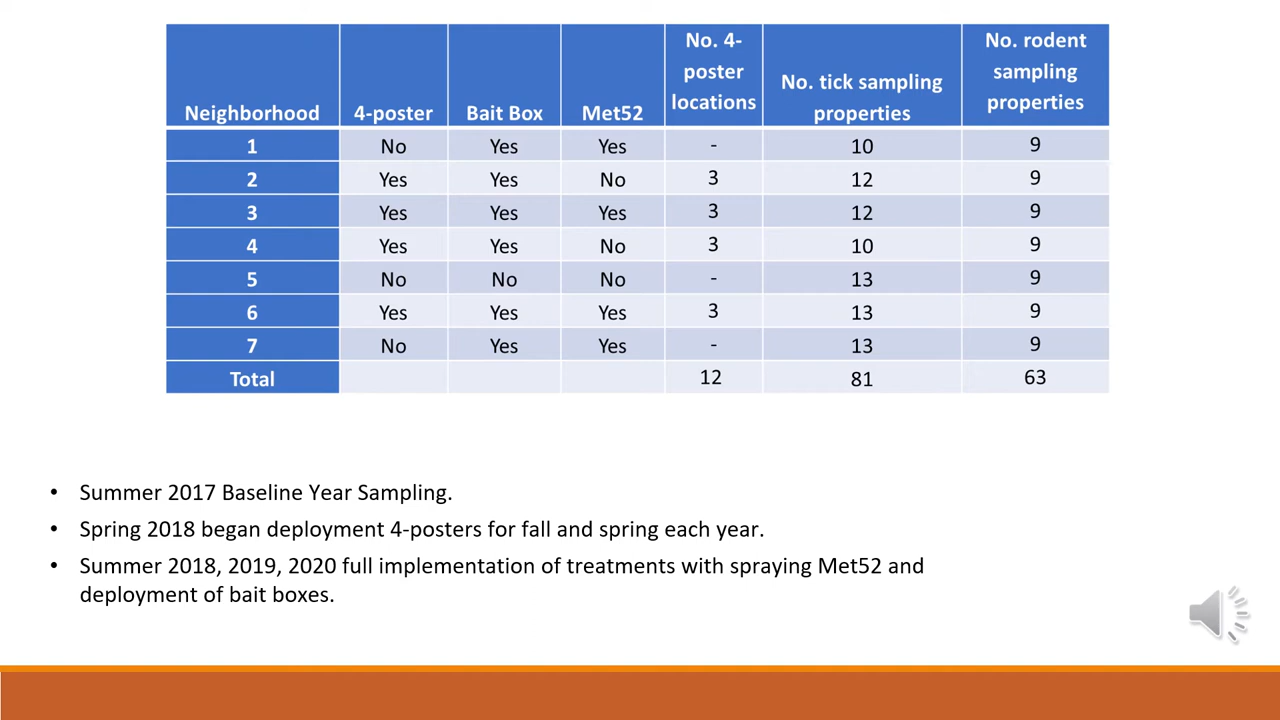 Neighborhood 4-poster Bait Box Met52 No. 4-poster locations No. tick sampling properties No. rodent sampling properties
1 No Yes Yes - 10 9
2 Yes Yes No 3 12 9
3 Yes Yes Yes 3 12 9
4 Yes Yes No 3 10 9
5 No No No - 13 9
6 Yes Yes Yes 3 13 9
7 No Yes Yes - 13 9
Total 12 81 63
• Summer 2017 Baseline Year Sampling.
• Spring 2018 began deployment 4-posters for fall and spring each year.
• Summer 2018, 2019, 2020 full implementation of treatments with spraying Met52 and
deployment of bait boxes.